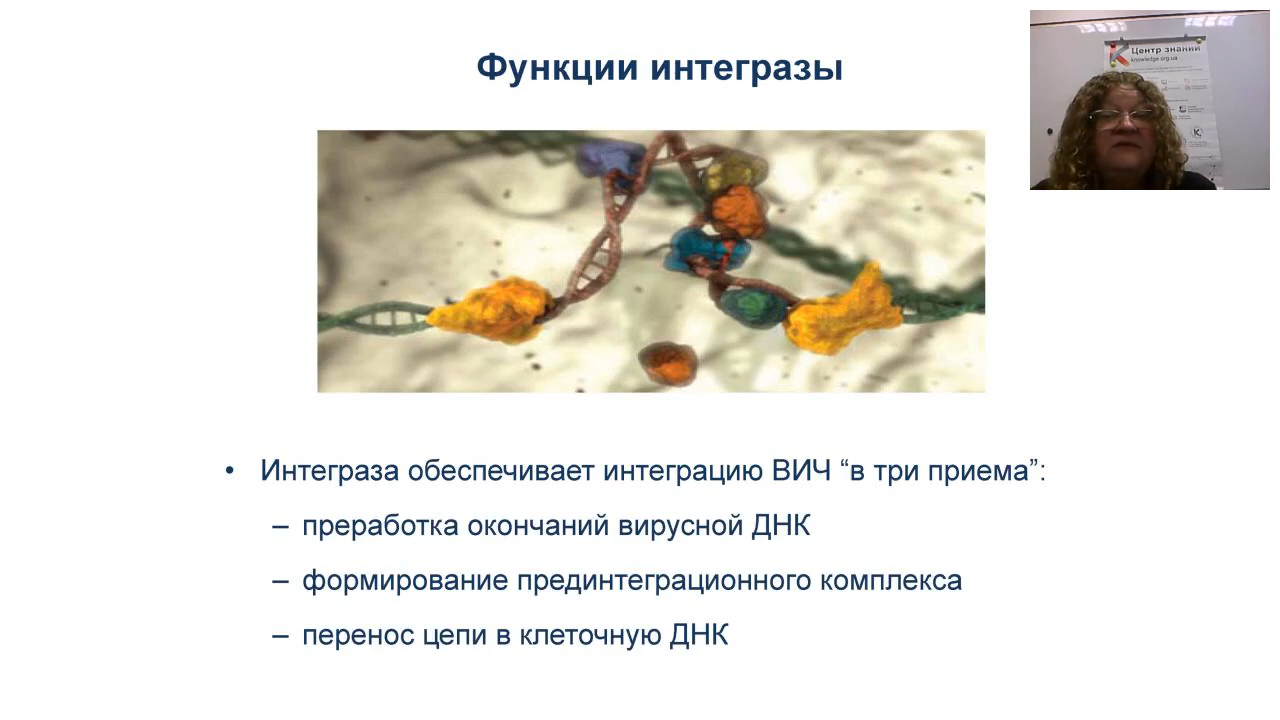 Функции интегразы
Центр знаний
knowledge.org.ua
• Интеграза обеспечивает интеграцию ВИЧ “в три приема”:
– преработка окончаний вирусной ДНК
– формирование прединтеграционного комплекса
– перенос цепи в клеточную ДНК